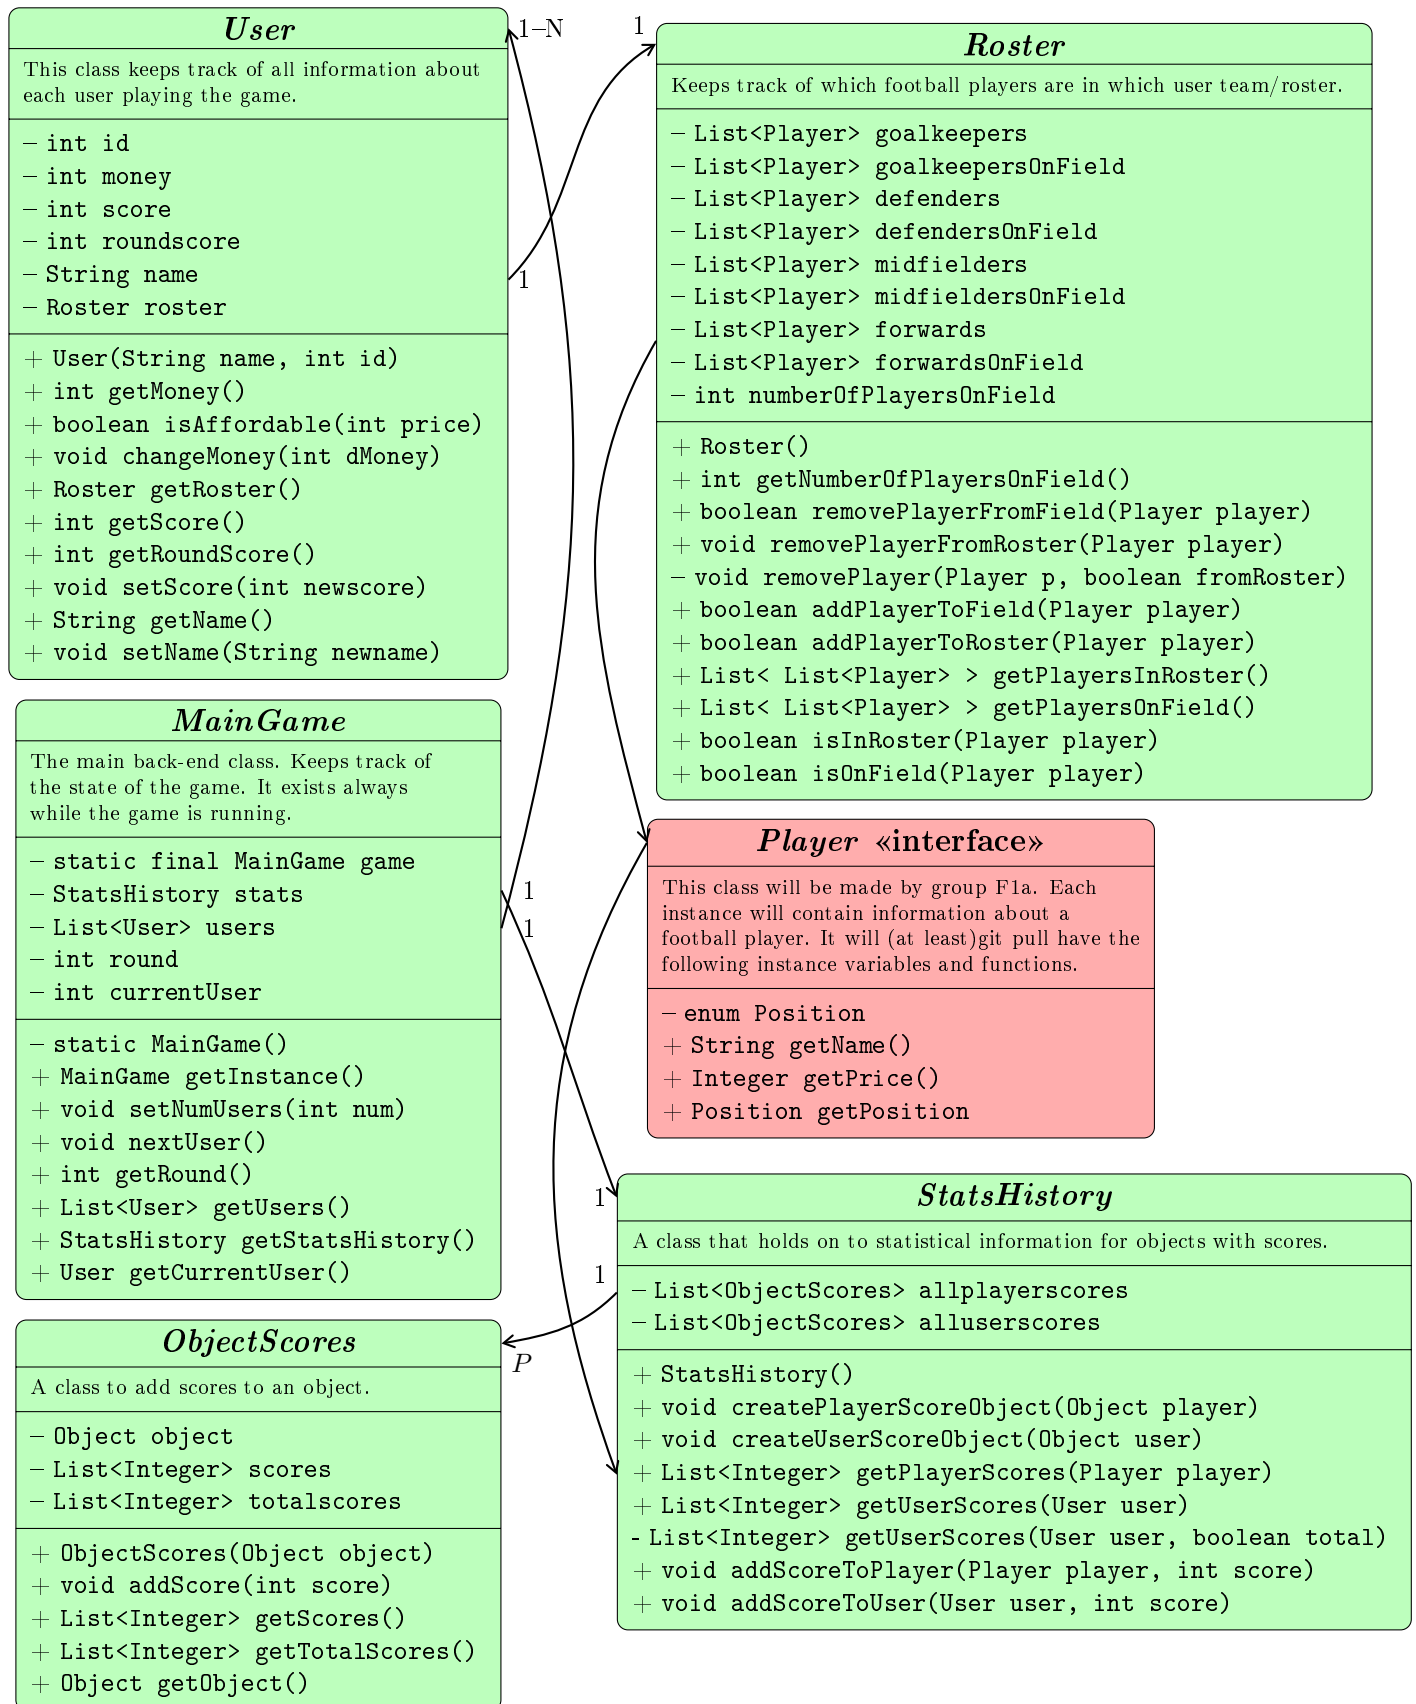 User
This class keeps track of all information about
each user playing the game.
– int id
– int money
– int score
– int roundscore
– String name
– Roster roster
+ User(String name, int id)
+ int getMoney()
+ boolean isAffordable(int price)
+ void changeMoney(int dMoney)
+ Roster getRoster()
+ int getScore()
+ int getRoundScore()
+ void setScore(int newscore)
+ String getName()
+ void setName(String newname)
1–N
1
1
Roster
Keeps track of which football players are in which user team/roster.
– List<Player> goalkeepers
– List<Player> goalkeepersOnField
– List<Player> defenders
– List<Player> defendersOnField
– List<Player> midfielders
– List<Player> midfieldersOnField
– List<Player> forwards
– List<Player> forwardsOnField
– int numberOfPlayersOnField
+ Roster()
+ int getNumberOfPlayersOnField()
+ boolean removePlayerFromField(Player player)
+ void removePlayerFromRoster(Player player)
– void removePlayer(Player p, boolean fromRoster)
+ boolean addPlayerToField(Player player)
+ boolean addPlayerToRoster(Player player)
+ List< List<Player> > getPlayersInRoster()
+ List< List<Player> > getPlayersOnField()
+ boolean isInRoster(Player player)
+ boolean isOnField(Player player)
MainGame
The main back-end class. Keeps track of
the state of the game. It exists always
while the game is running.
– static final MainGame game
– StatsHistory stats
– List<User> users
– int round
– int currentUser
– static MainGame()
+ MainGame getInstance()
+ void setNumUsers(int num)
+ void nextUser()
+ int getRound()
+ List<User> getUsers()
+ StatsHistory getStatsHistory()
+ User getCurrentUser()
1
1
Player «interface»
This class will be made by group F1a. Each
instance will contain information about a
football player. It will (at least)git pull have the
following instance variables and functions.
– enum Position
+ String getName()
+ Integer getPrice()
+ Position getPosition
1
1
P
StatsHistory
A class that holds on to statistical information for objects with scores.
– List<ObjectScores> allplayerscores
– List<ObjectScores> alluserscores
+ StatsHistory()
+ void createPlayerScoreObject(Object player)
+ void createUserScoreObject(Object user)
+ List<Integer> getPlayerScores(Player player)
+ List<Integer> getUserScores(User user)
- List<Integer> getUserScores(User user, boolean total)
+ void addScoreToPlayer(Player player, int score)
+ void addScoreToUser(User user, int score)
ObjectScores
A class to add scores to an object.
– Object object
– List<Integer> scores
– List<Integer> totalscores
+ ObjectScores(Object object)
+ void addScore(int score)
+ List<Integer> getScores()
+ List<Integer> getTotalScores()
+ Object getObject()